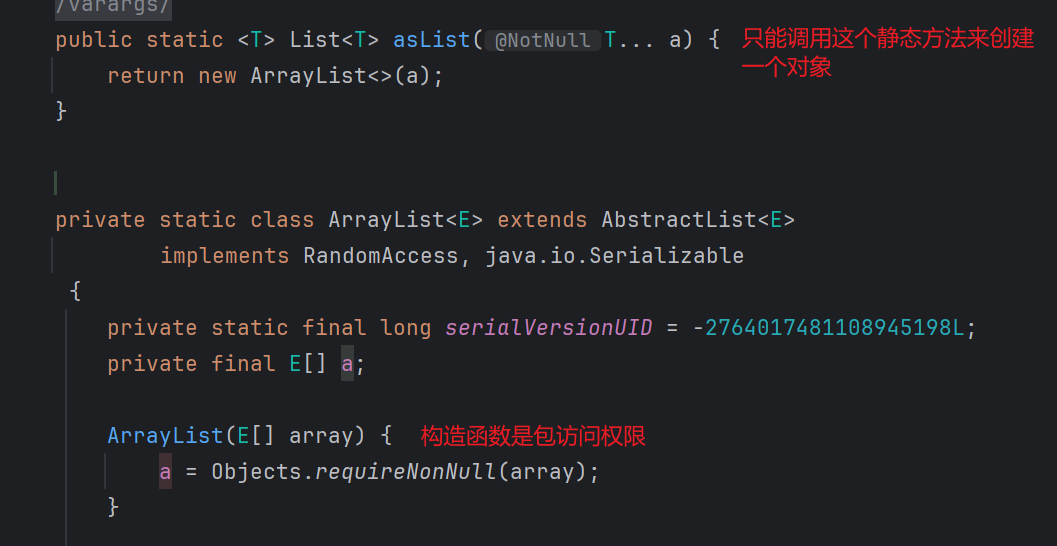 /varargs/
public static <T> List<T> asList( @NotNull T... a) { 只能调用这个静态方法来创建
一个对象
return new ArrayList<>(a);
}
private static class ArrayList<E> extends AbstractList<E>
implements RandomAccess, java.io.Serializable
{
private static final long serialVersionUID = -2764017481108945198L;
private final E[] a;
ArrayList(E[] array) { 构造函数是包访问权限
a = Objects.requireNonNull(array);
}